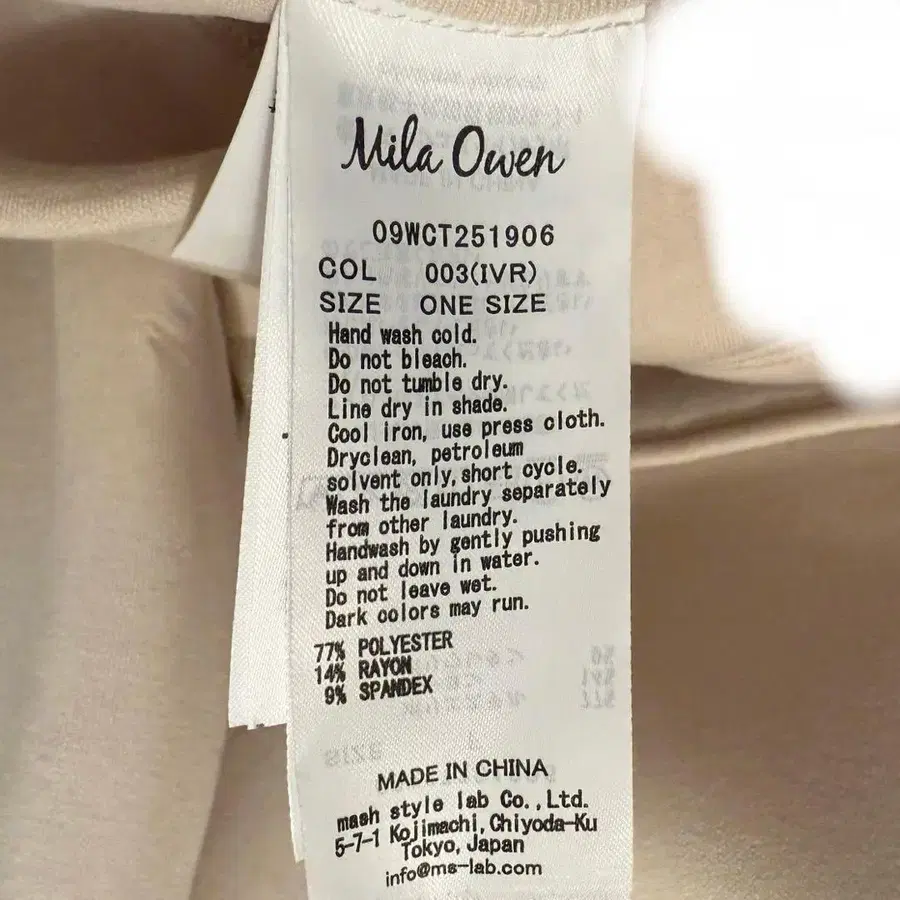 Mila Owen
09WCT251906
COL 003(IVR)
SIZE ONE SIZE
Hand wash cold.
Do not bleach.
Do not tumble dry.
Line dry in shade.
Cool iron, use press cloth.
Dryclean, petroleum
solvent only, short cycle.
Wash the laundry separately
from other laundry.
Handwash by gently pushing
up and down in water.
Do not leave wet.
Dark colors may run.
77% POLYESTER
14% RAYON
9% SPANDEX
MADE IN CHINA
mash style lab Co.,Ltd.
5-7-1 Kojimachi,Chiyoda-Ku
Tokyo, Japan
info@ms-lab.com